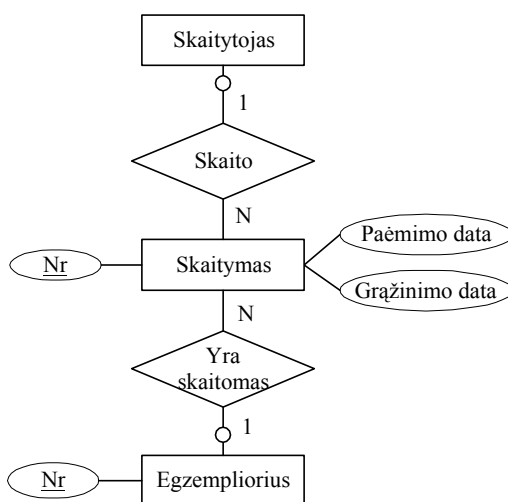 Skaitytojas
1
Skaito
N
Paėmimo data
Nr
Skaitymas
Grąžinimo data
N
Yra
skaitomas
1
Nr
Egzempliorius